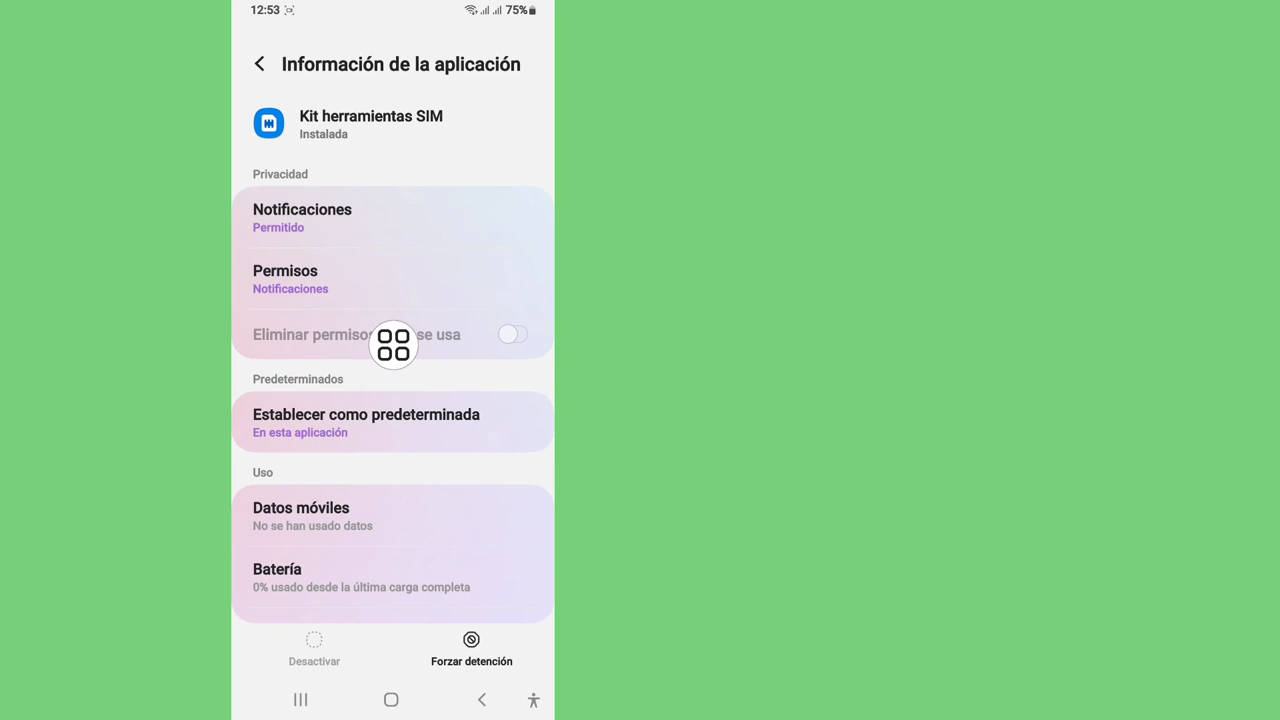 12:53
75%
Información de la aplicación
Kit herramientas SIM
Instalada
Privacidad
Notificaciones
Permitido
Permisos
Notificaciones
Eliminar permisos se usa
Predeterminados
Establecer como predeterminada
En esta aplicación
Uso
Datos móviles
No se han usado datos
Batería
0% usado desde la última carga completa
Desactivar
Forzar detención